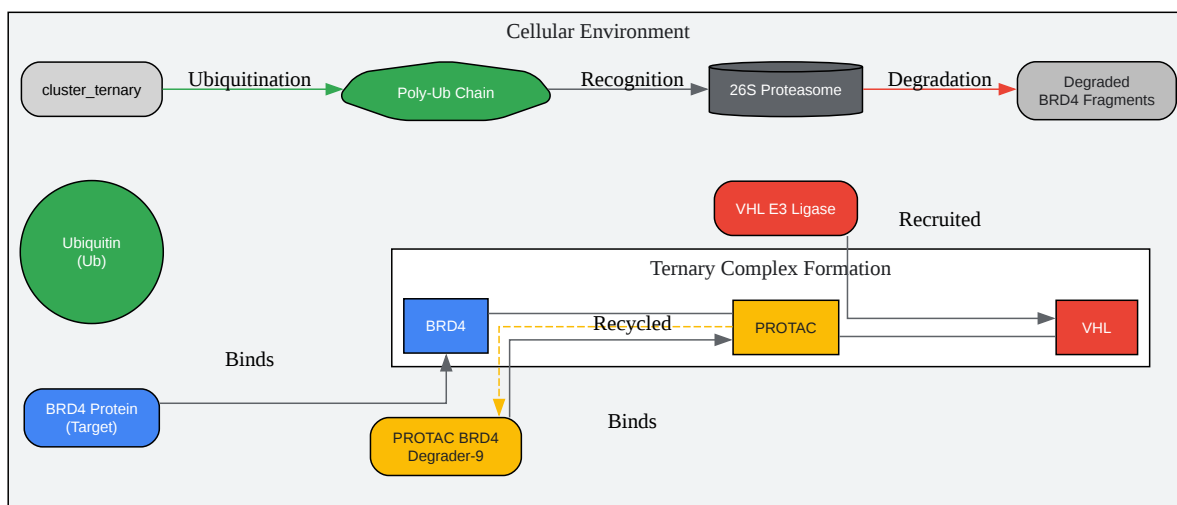 Cellular Environment
cluster_ternary
Ubiquitination
Poly-Ub Chain
Recognition
26S Proteasome
Degradation
Degraded
BRD4 Fragments
Ubiquitin
(Ub)
VHL E3 Ligase
Recruited
Ternary Complex Formation
BRD4
Recycled
PROTAC
VHL
Binds
BRD4 Protein
(Target)
PROTAC BRD4
Degrader-9
Binds